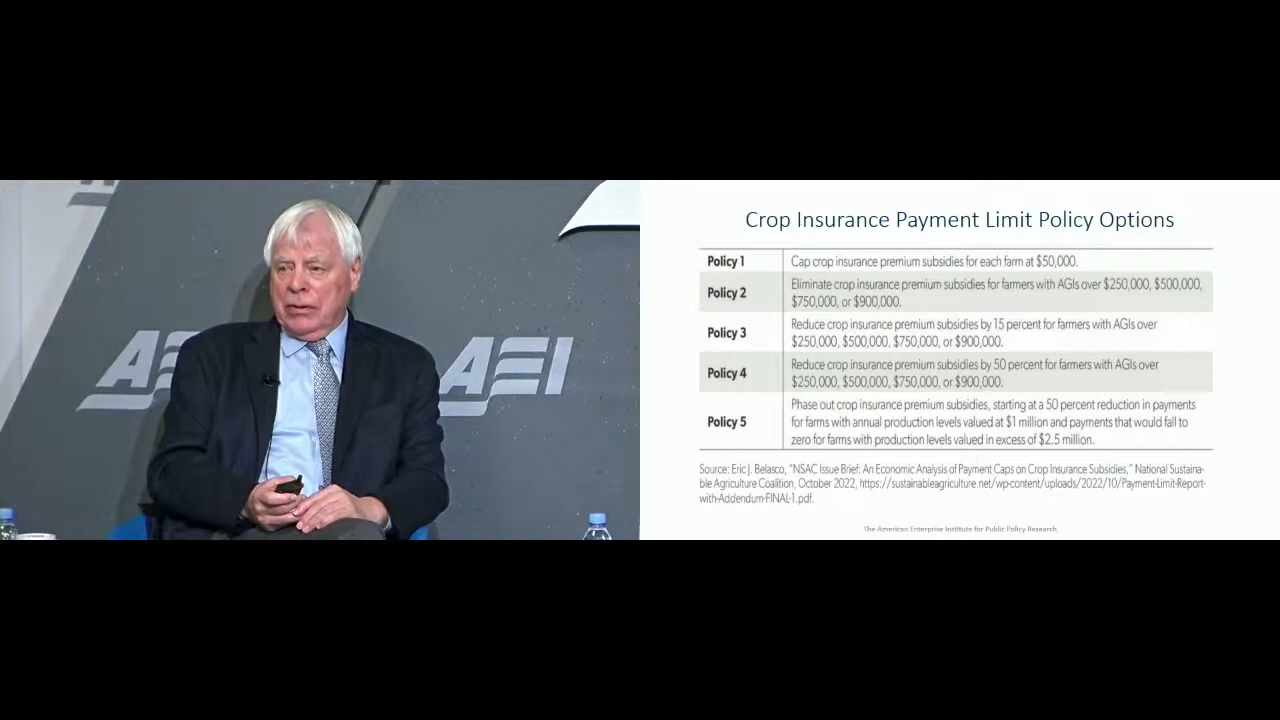 AEI
AEI
Crop Insurance Payment Limit Policy Options
Policy 1 Cap crop insurance premium subsidies for each farm at $50,000.
Policy 2 Eliminate crop insurance premium subsidies for farmers with AGIs over $250,000, $500,000,
$750,000, or $900,000.
Policy 3 Reduce crop insurance premium subsidies by 15 percent for farmers with AGIs over
$250,000, $500,000, $750,000, or $900,000.
Policy 4 Reduce crop insurance premium subsidies by 50 percent for farmers with AGIs over
$250,000, $500,000, $750,000, or $900,000.
Policy 5 Phase out crop insurance premium subsidies, starting at a 50 percent reduction in payments
for farms with annual production levels valued at $1 million and payments that would fall to
zero for farms with production levels valued in excess of $2.5 million.
Source: Eric J. Belasco, "NSAC Issue Brief: An Economic Analysis of Payment Caps on Crop Insurance Subsidies," National Sustaina-
ble Agriculture Coalition, October 2022, https://sustainableagriculture.net/wp-content/uploads/2022/10/Payment-Limit-Report-
with-Addendum-FINAL-1.pdf.
The American Enterprise Institute for Public Policy Research